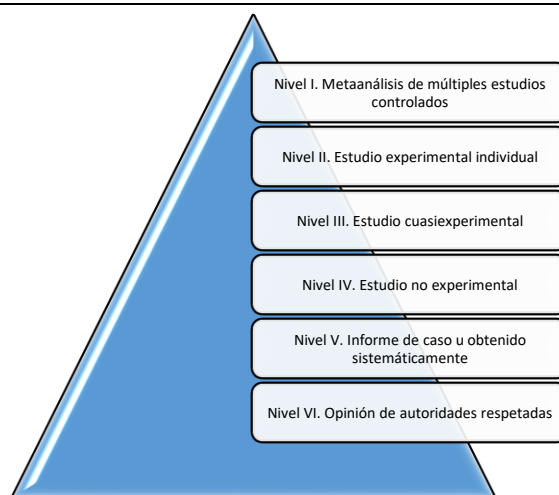 Nivel I. Metaanálisis de múltiples estudios
controlados
Nivel II. Estudio experimental individual
Nivel III. Estudio cuasiexperimental
Nivel IV. Estudio no experimental
Nivel V. Informe de caso u obtenido
sistemáticamente
Nivel VI. Opinión de autoridades respetadas